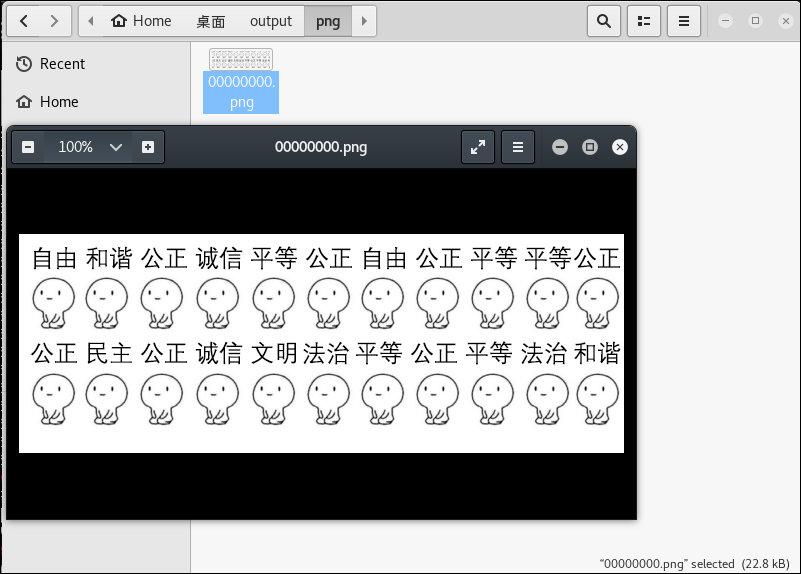 Home 桌面 output png
Recent
Home
00000000.
png
100% 00000000.png
自由 和谐 公正 诚信 平等 公正 自由 公正 平等 平等 公正
公正 民主 公正 诚信 文明 法治 平等 公正 平等 法治 和谐
“00000000.png” selected (22.8 kB)